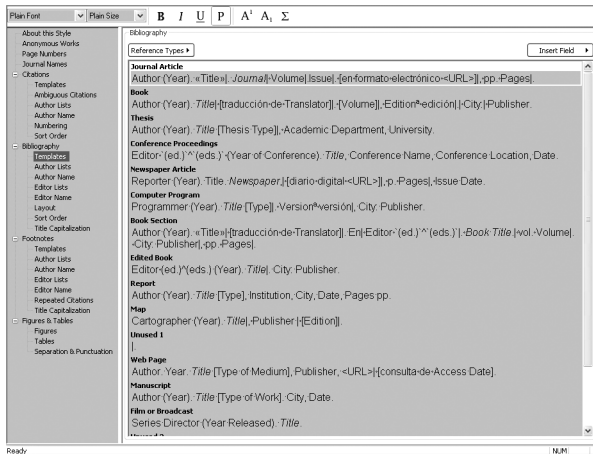 Plain Font Plain Size B I U P A¹ A₁ Σ
About this Style
Anonymous Works
Page Numbers
Journal Names
Citations
Templates
Ambiguous Citations
Author Lists
Author Name
Numbering
Sort Order
Bibliography
Templates
Author Lists
Author Name
Editor Lists
Editor Name
Layout
Sort Order
Title Capitalization
Footnotes
Templates
Author Lists
Author Name
Editor Lists
Editor Name
Repeated Citations
Title Capitalization
Figures & Tables
Figures
Tables
Separation & Punctuation
Bibliography
Reference Types Insert Field
Journal Article
Author·(Year).·«Title»|.·Journal|·Volume|.Issue|.·[en·formato·electrónico·<URL>]|,·pp.·Pages|.
Book
Author·(Year).·Title|·[traducción·de·Translator]|.·[Volume]|,·Editionª·edición|.|·City:|·Publisher.
Thesis
Author·(Year).·Title·[Thesis·Type]|,·Academic·Department,·University.
Conference Proceedings
Editor·`(ed.)`^`(eds.)`·(Year·of·Conference).·Title,·Conference·Name,·Conference·Location,·Date.
Newspaper Article
Reporter·(Year).·Title.·Newspaper,|·[diario·digital·<URL>]|,·p.·Pages|,·Issue·Date.
Computer Program
Programmer·(Year).·Title·[Type]|.·Versionª·versión|,·City:·Publisher.
Book Section
Author·(Year).·«Title»|·[traducción·de·Translator]|.·En|·Editor·`(ed.)`^`(eds.)`|.·Book·Title.|·vol.·Volume|.
·City:·Publisher|,·pp.·Pages|.
Edited Book
Editor·(ed.)^(eds.)·(Year).·Title|.·City:·Publisher.
Report
Author·(Year).·Title·[Type],·Institution,·City,·Date,·Pages·pp.
Map
Cartographer·(Year).·Title|,·Publisher·|·[Edition]|.
Unused 1
|.
Web Page
Author.·Year.·Title·[Type·of·Medium],·Publisher,·<URL>|·[consulta·de·Access·Date].
Manuscript
Author·(Year).·Title·[Type·of·Work].·City,·Date.
Film or Broadcast
Series·Director·(Year·Released).·Title.
Unused 2
Ready NUM